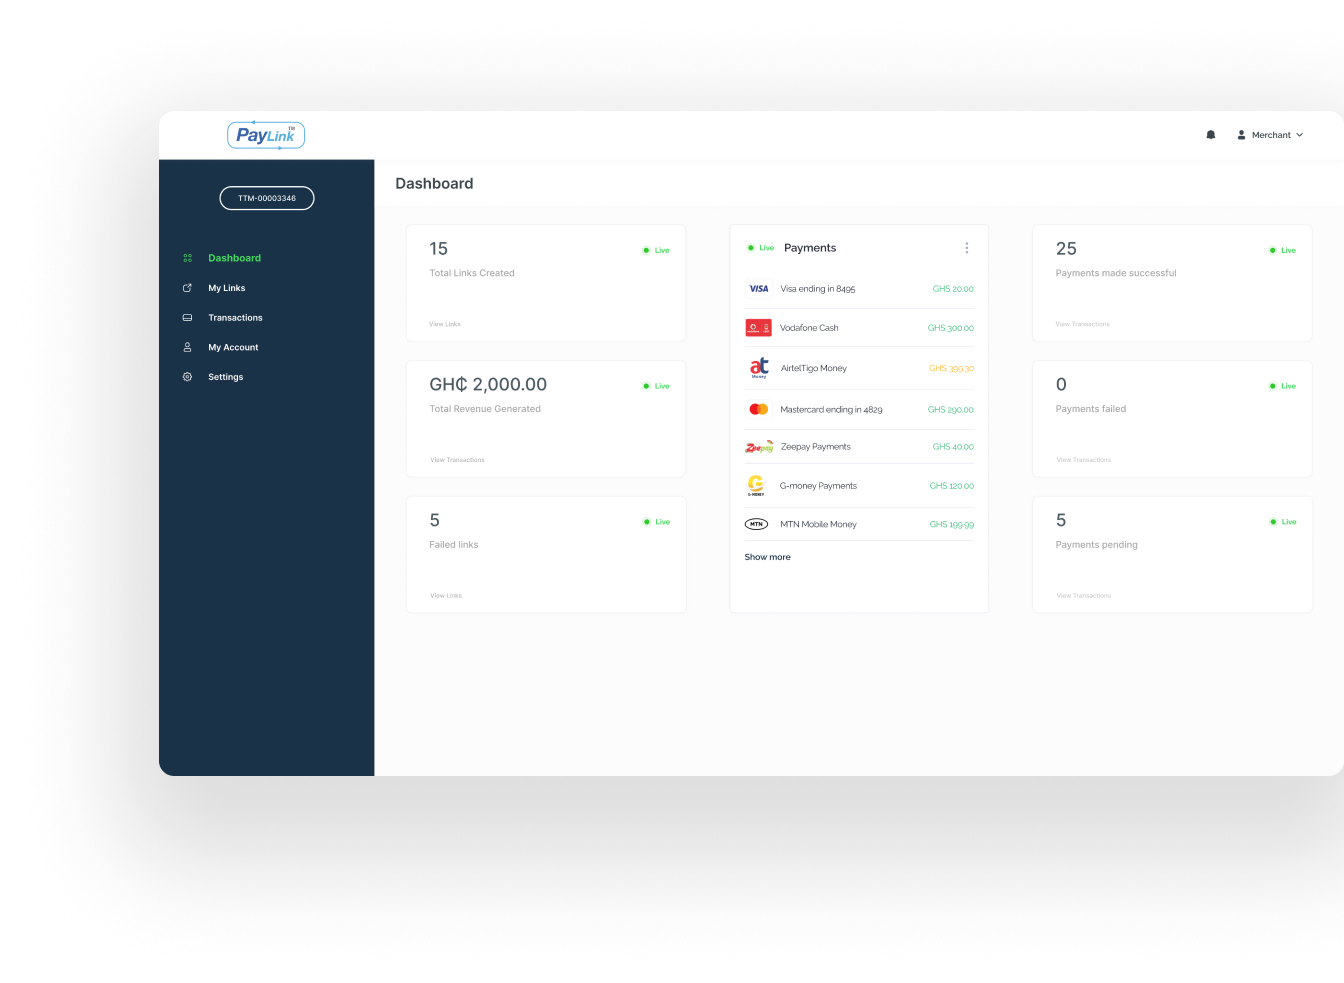 PayLink™
Merchant
TTM-00003346
Dashboard
My Links
Transactions
My Account
Settings
Dashboard
15
Live
Total Links Created
View Links
GH₵ 2,000.00
Live
Total Revenue Generated
View Transactions
5
Live
Failed links
View Links
Live Payments
VISA Visa ending in 8495 GHS 20.00
Vodafone Cash GHS 300.00
at Money AirtelTigo Money GHS 399.30
Mastercard ending in 4829 GHS 290.00
Zeepay Zeepay Payments GHS 40.00
G-MONEY G-money Payments GHS 120.00
MTN MTN Mobile Money GHS 199.99
Show more
25
Live
Payments made successful
View Transactions
0
Live
Payments failed
View Transactions
5
Live
Payments pending
View Transactions